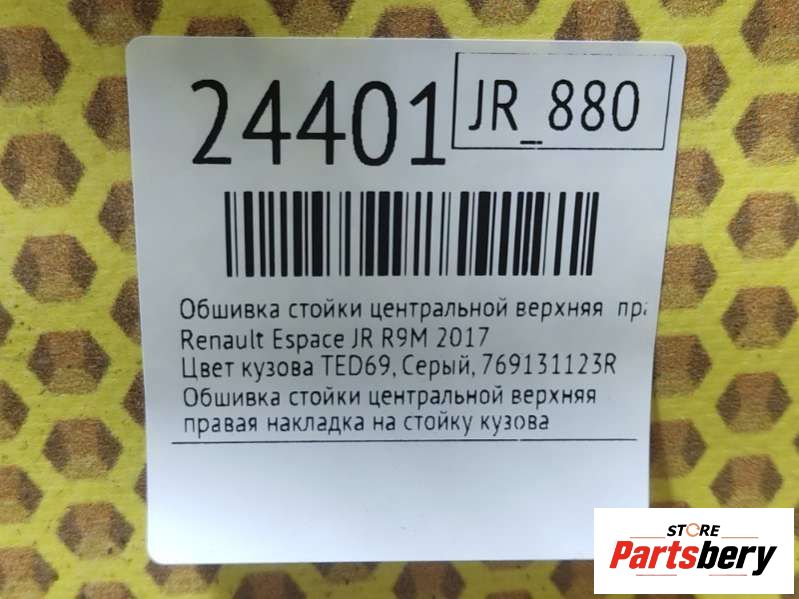 24401
JR_880
Обшивка стойки центральной верхняя
Renault Espace JR R9M 2017
Цвет кузова TED69, Серый, 769131123R
Обшивка стойки центральной верхняя
правая накладка на стойку кузова
STORE
Partsbery